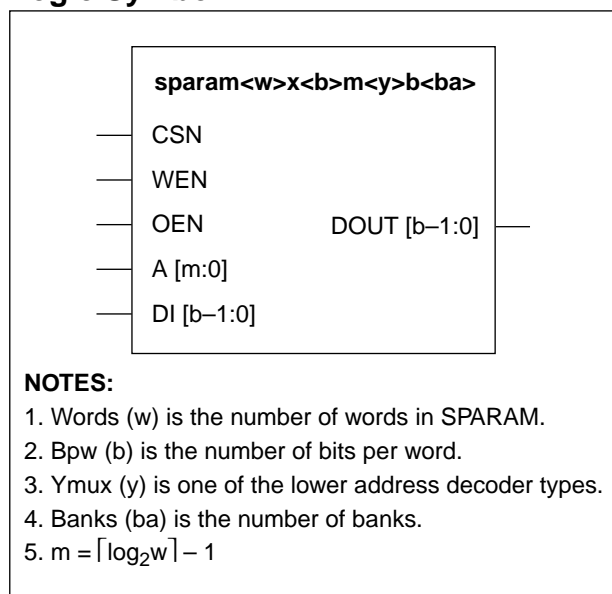 sparam<w>x<b>m<y>b<ba>
CSN
WEN
OEN
DOUT [b–1:0]
A [m:0]
DI [b–1:0]
NOTES:
1. Words (w) is the number of words in SPARAM.
2. Bpw (b) is the number of bits per word.
3. Ymux (y) is one of the lower address decoder types.
4. Banks (ba) is the number of banks.
5. m = ⌈log₂w⌉ – 1